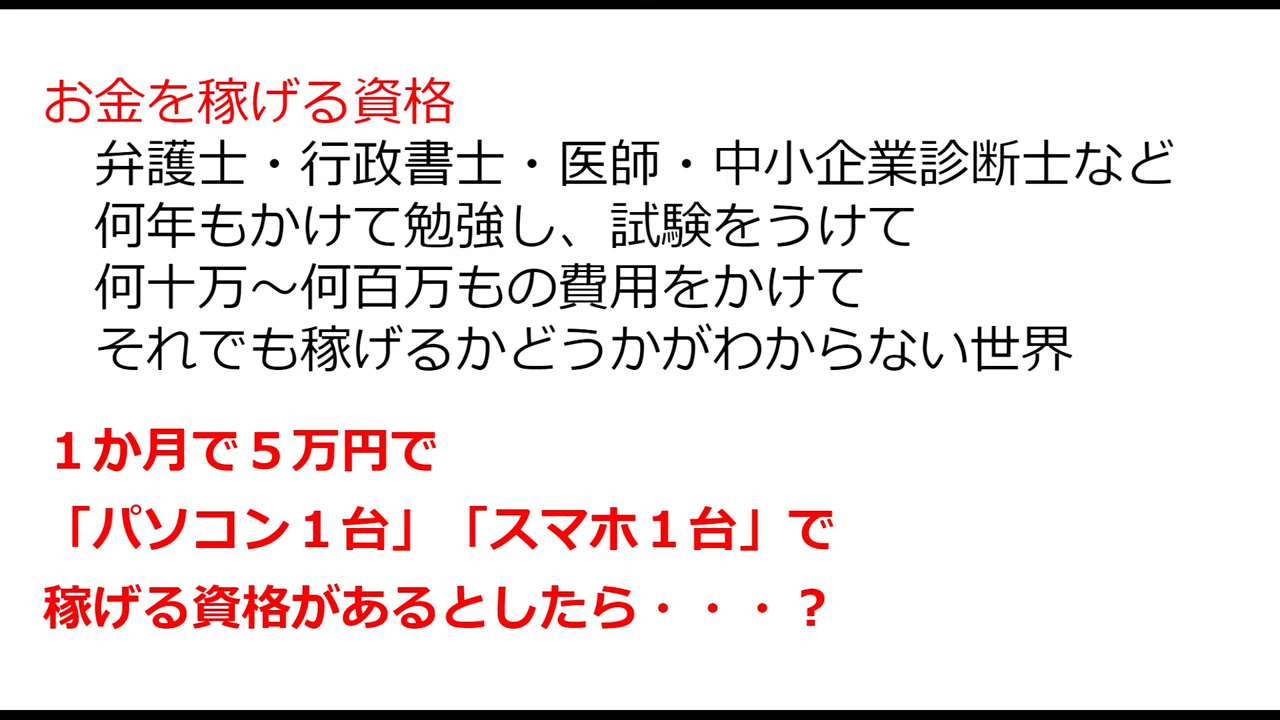 お金を稼げる資格
弁護士・行政書士・医師・中小企業診断士など
何年もかけて勉強し、試験をうけて
何十万～何百万もの費用をかけて
それでも稼げるかどうかがわからない世界
１か月で５万円で
「パソコン１台」「スマホ１台」で
稼げる資格があるとしたら・・・？